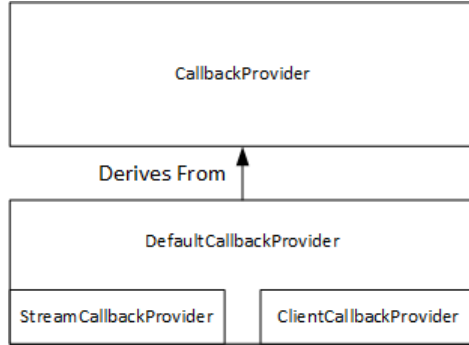 CallbackProvider
Derives From
DefaultCallbackProvider
StreamCallbackProvider
ClientCallbackProvider